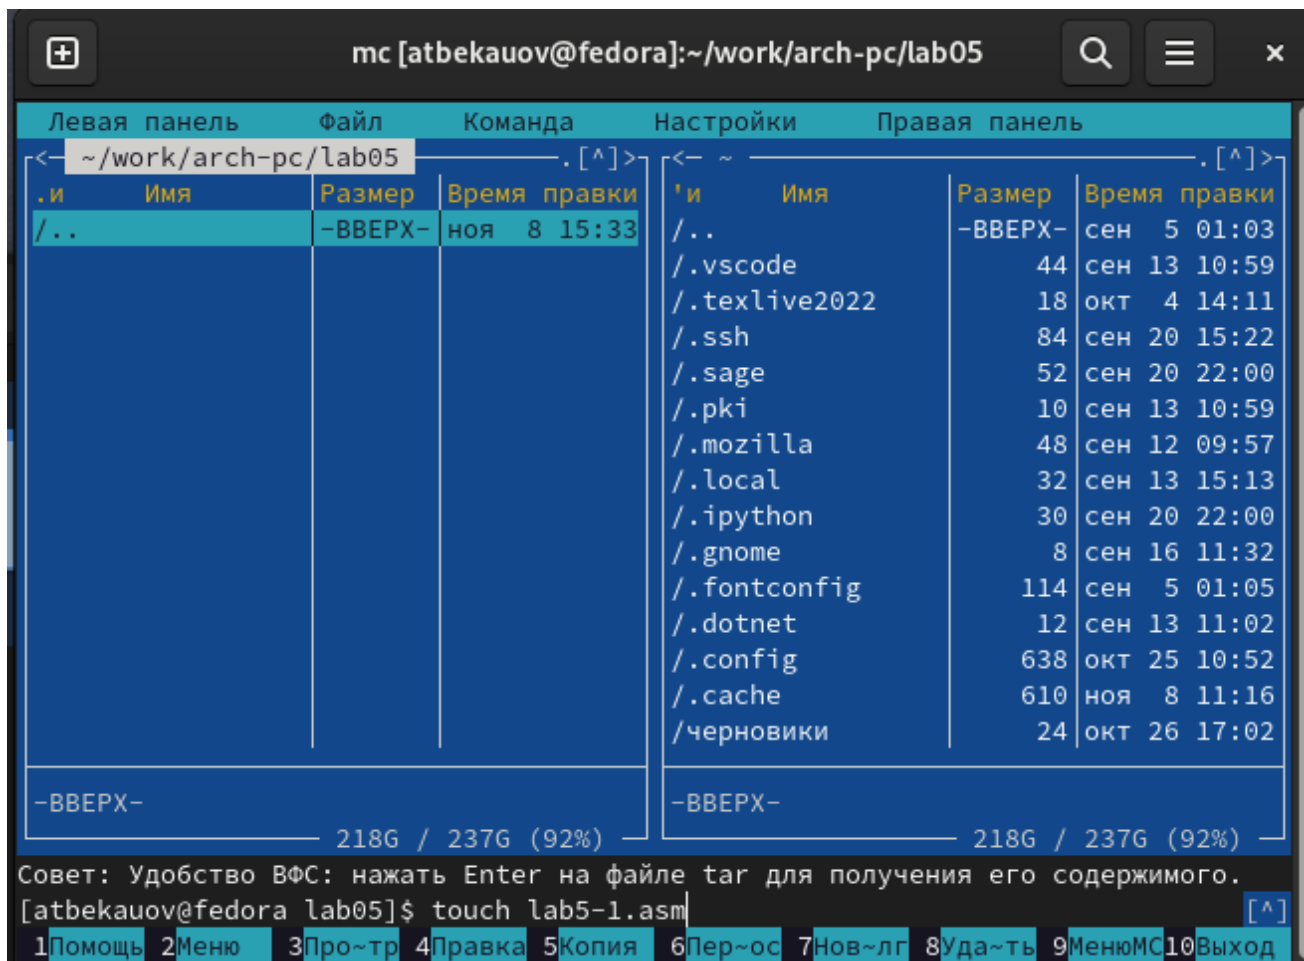 mc [atbekauov@fedora]:~/work/arch-pc/lab05
Левая панель Файл Команда Настройки Правая панель
<- ~/work/arch-pc/lab05 .[^]>
.и Имя Размер Время правки
/.. -ВВЕРХ- ноя 8 15:33
-ВВЕРХ-
218G / 237G (92%)
<- ~ .[^]>
'и Имя Размер Время правки
/.. -ВВЕРХ- сен 5 01:03
/.vscode 44 сен 13 10:59
/.texlive2022 18 окт 4 14:11
/.ssh 84 сен 20 15:22
/.sage 52 сен 20 22:00
/.pki 10 сен 13 10:59
/.mozilla 48 сен 12 09:57
/.local 32 сен 13 15:13
/.ipython 30 сен 20 22:00
/.gnome 8 сен 16 11:32
/.fontconfig 114 сен 5 01:05
/.dotnet 12 сен 13 11:02
/.config 638 окт 25 10:52
/.cache 610 ноя 8 11:16
/черновики 24 окт 26 17:02
-ВВЕРХ-
218G / 237G (92%)
Совет: Удобство ВФС: нажать Enter на файле tar для получения его содержимого.
[atbekauov@fedora lab05]$ touch lab5-1.asm [^]
1Помощь 2Меню 3Про~тр 4Правка 5Копия 6Пер~ос 7Нов~лг 8Уда~ть 9МенюМС10Выход